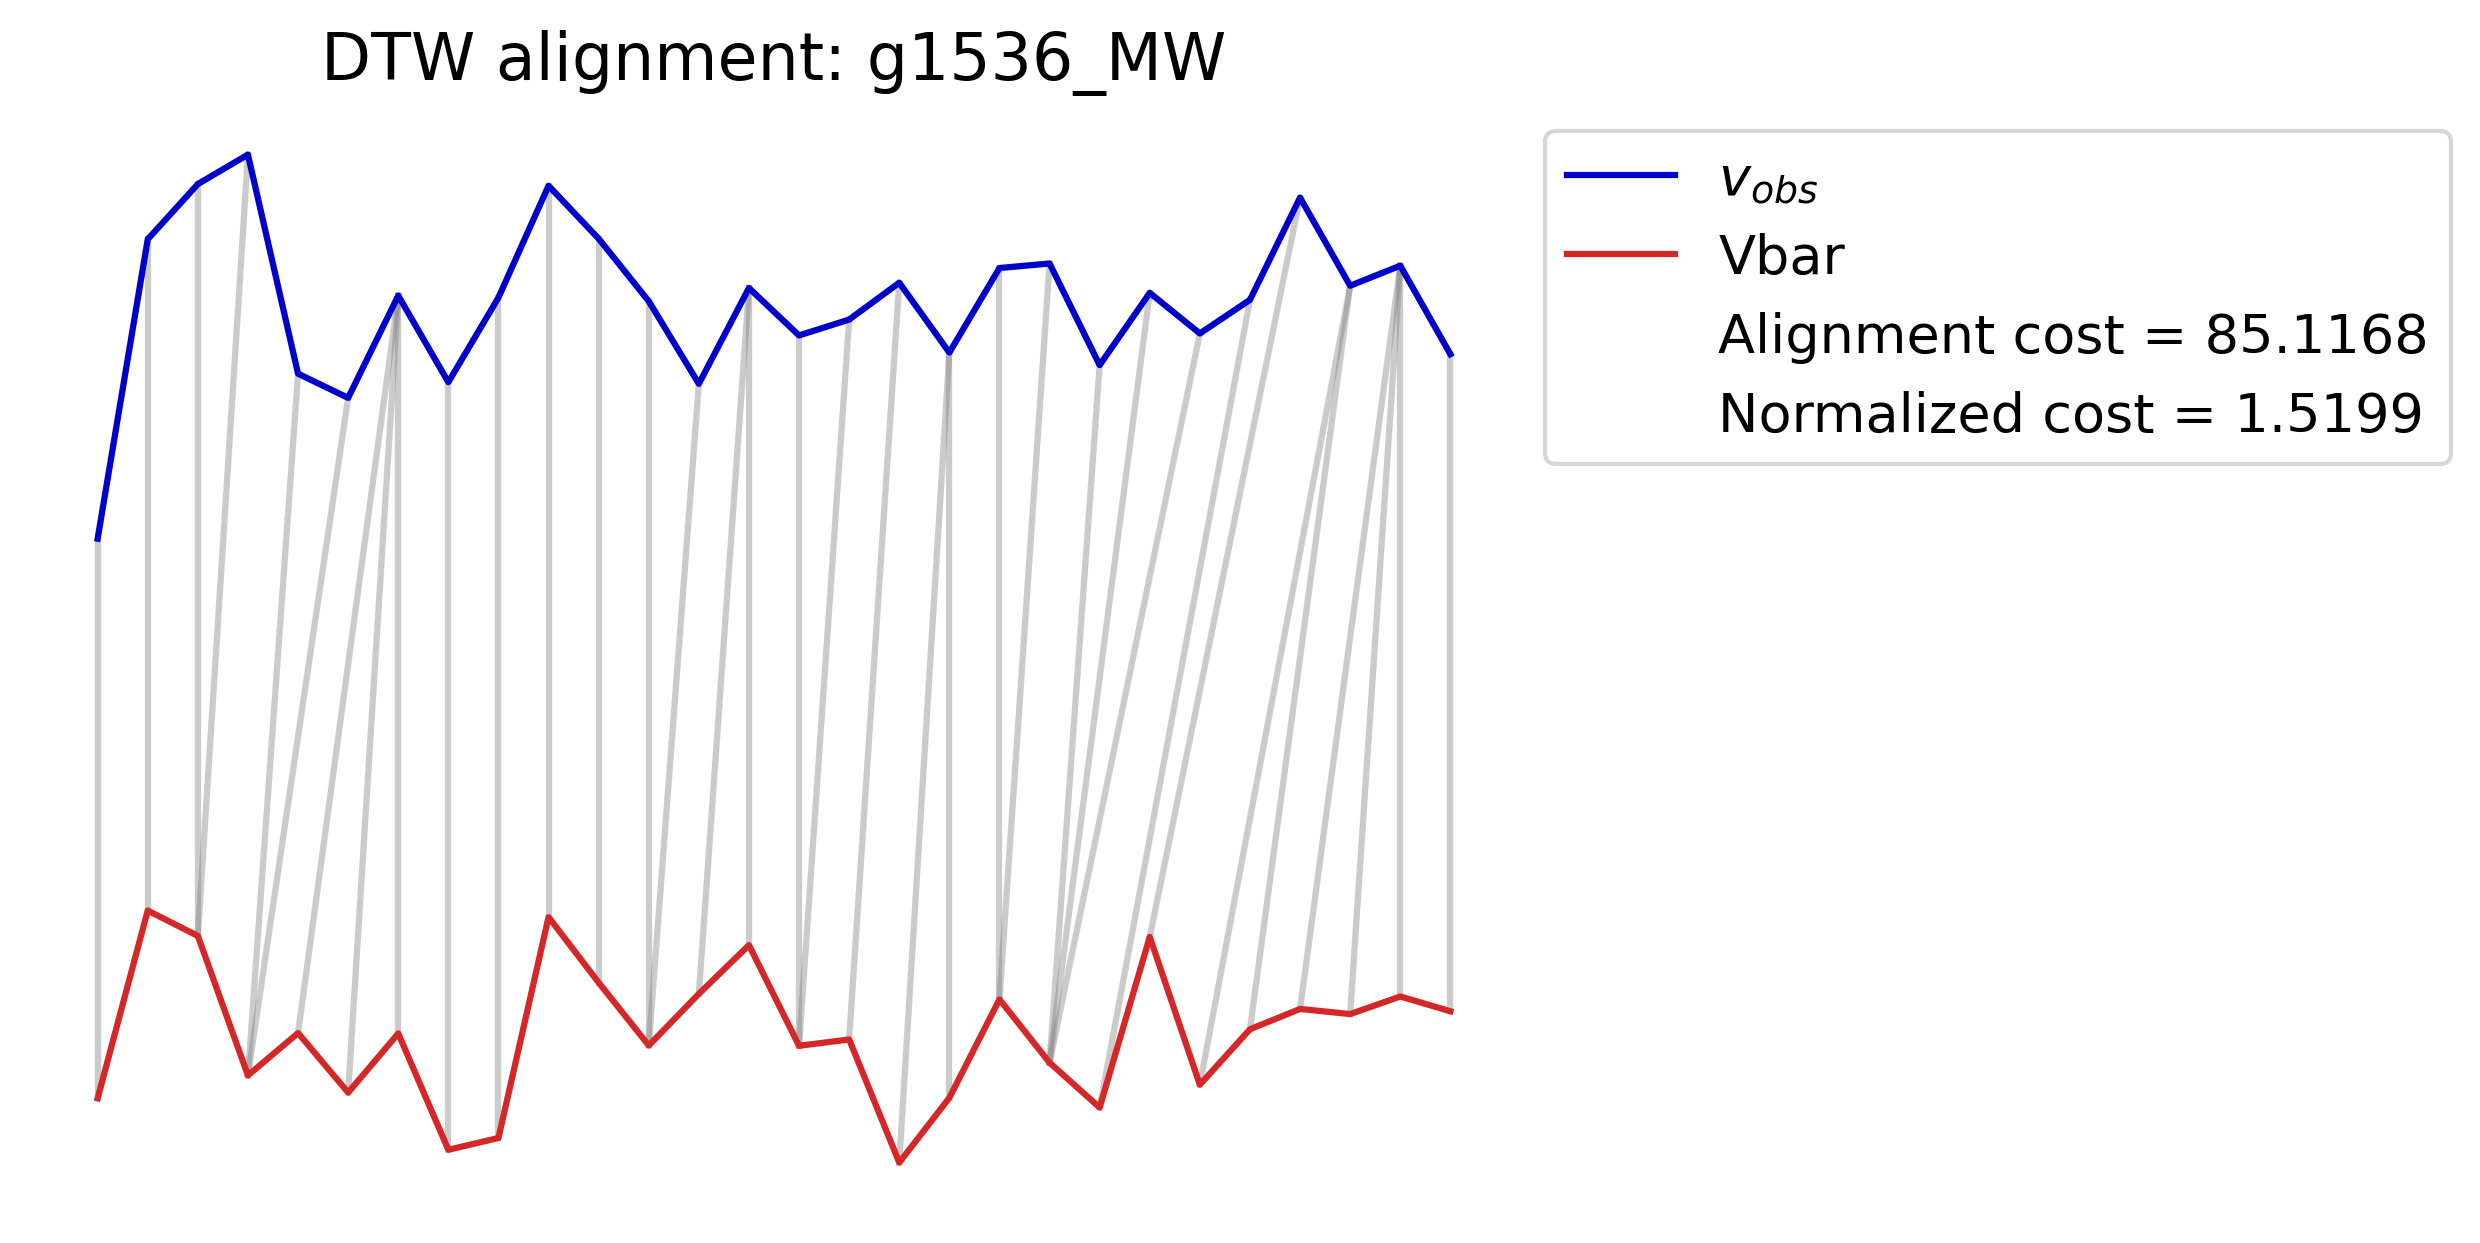 DTW alignment: g1536_MW
v_obs
Vbar
Alignment cost = 85.1168
Normalized cost = 1.5199